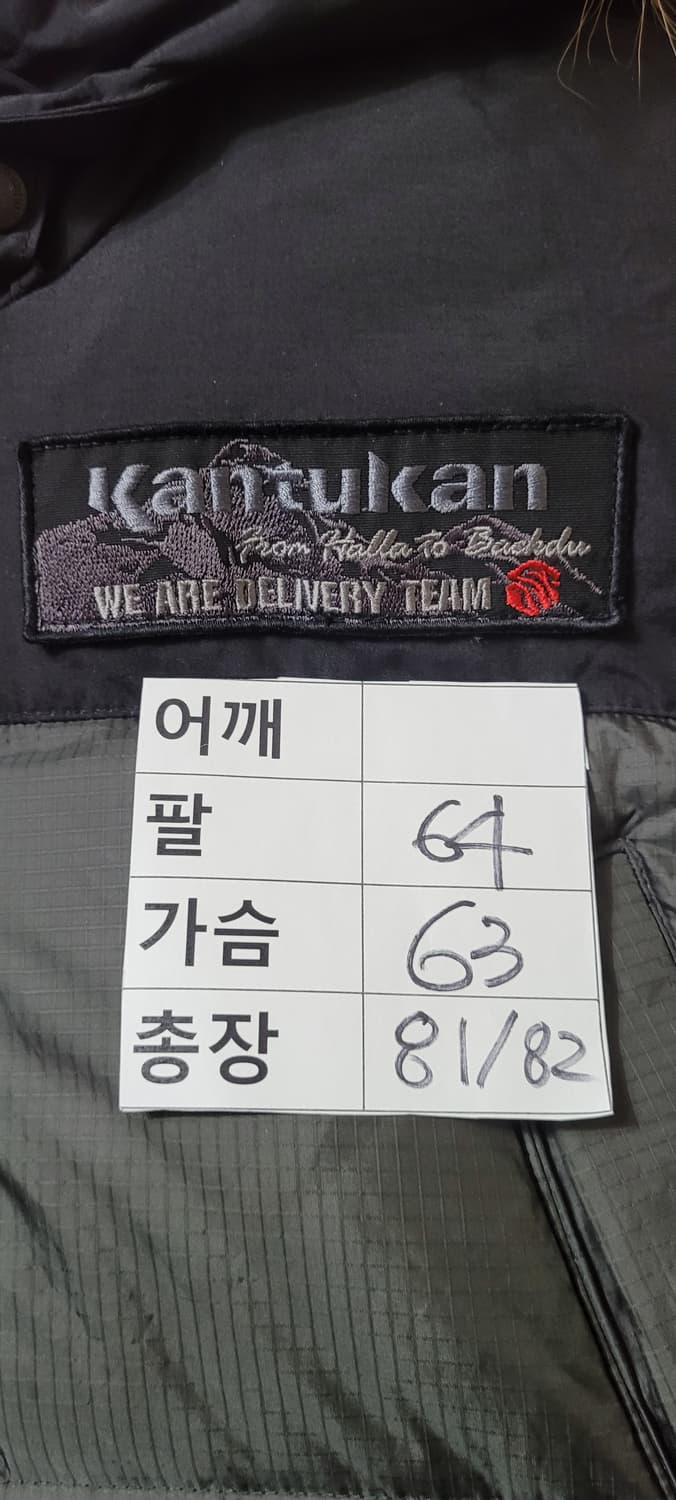 Kantukan
From Halla to Backdu
WE ARE DELIVERY TEAM
어깨
팔 64
가슴 63
총장 81/82